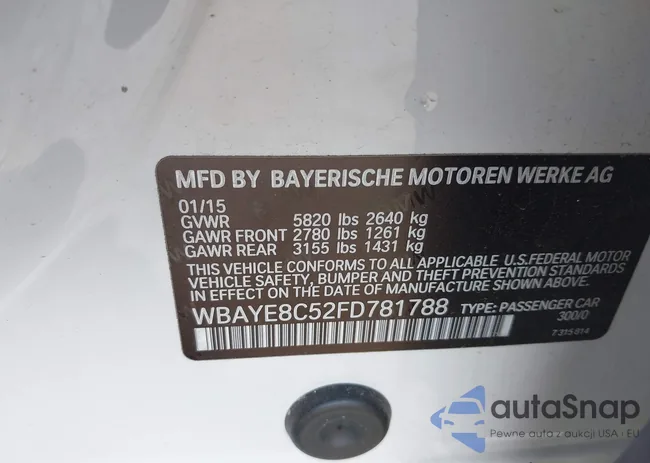 MFD BY BAYERISCHE MOTOREN WERKE AG
01/15
GVWR 5820 lbs 2640 kg
GAWR FRONT 2780 lbs 1261 kg
GAWR REAR 3155 lbs 1431 kg
THIS VEHICLE CONFORMS TO ALL APPLICABLE U.S.FEDERAL MOTOR
VEHICLE SAFETY, BUMPER AND THEFT PREVENTION STANDARDS
IN EFFECT ON THE DATE OF MANUFACTURE SHOWN ABOVE.
WBAYE8C52FD781788 TYPE: PASSENGER CAR
300/0
7315814
autaSnap
Pewne auta z aukcji USA · EU